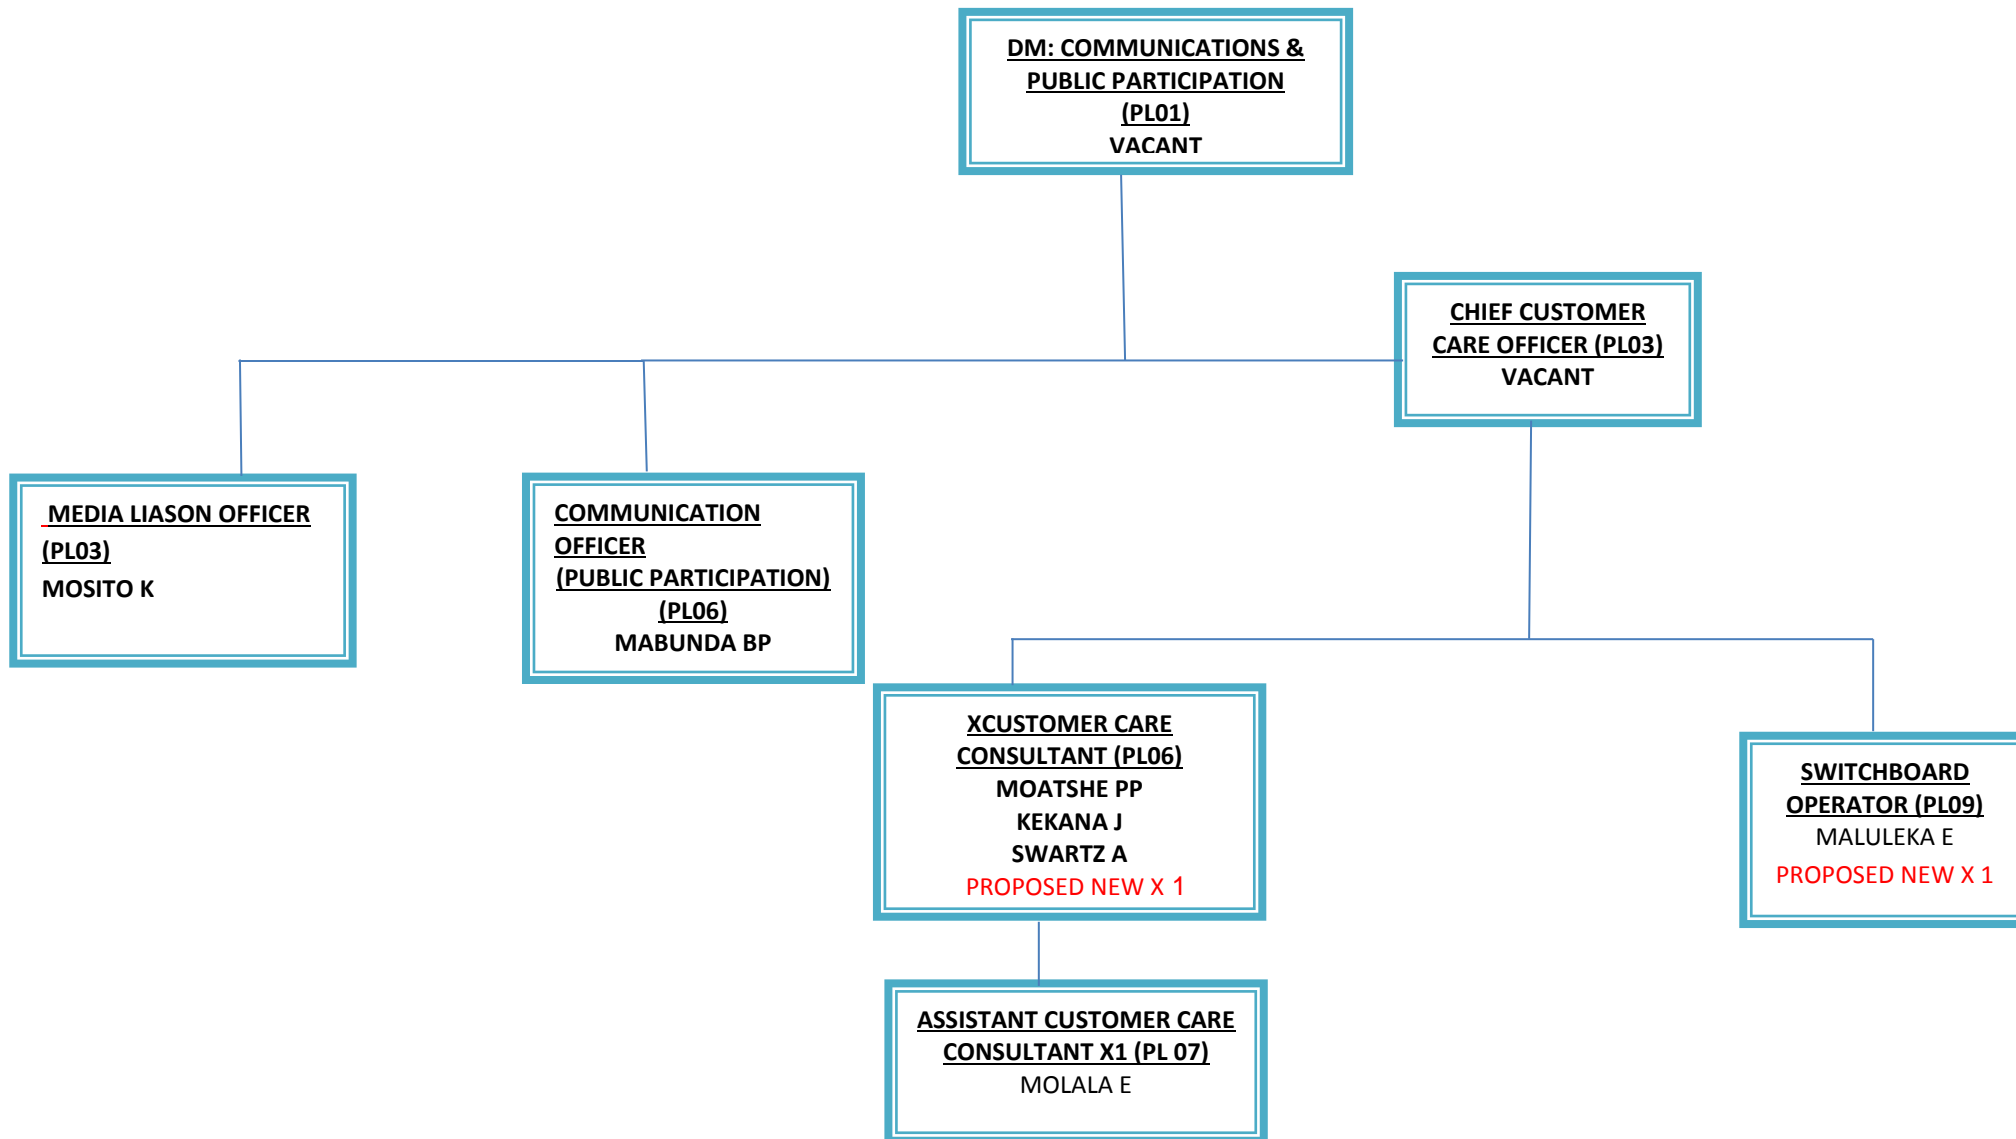 DM: COMMUNICATIONS &
PUBLIC PARTICIPATION
(PL01)
VACANT
CHIEF CUSTOMER
CARE OFFICER (PL03)
VACANT
MEDIA LIASON OFFICER
(PL03)
MOSITO K
COMMUNICATION
OFFICER
(PUBLIC PARTICIPATION)
(PL06)
MABUNDA BP
XCUSTOMER CARE
CONSULTANT (PL06)
MOATSHE PP
KEKANA J
SWARTZ A
PROPOSED NEW X 1
SWITCHBOARD
OPERATOR (PL09)
MALULEKA E
PROPOSED NEW X 1
ASSISTANT CUSTOMER CARE
CONSULTANT X1 (PL 07)
MOLALA E